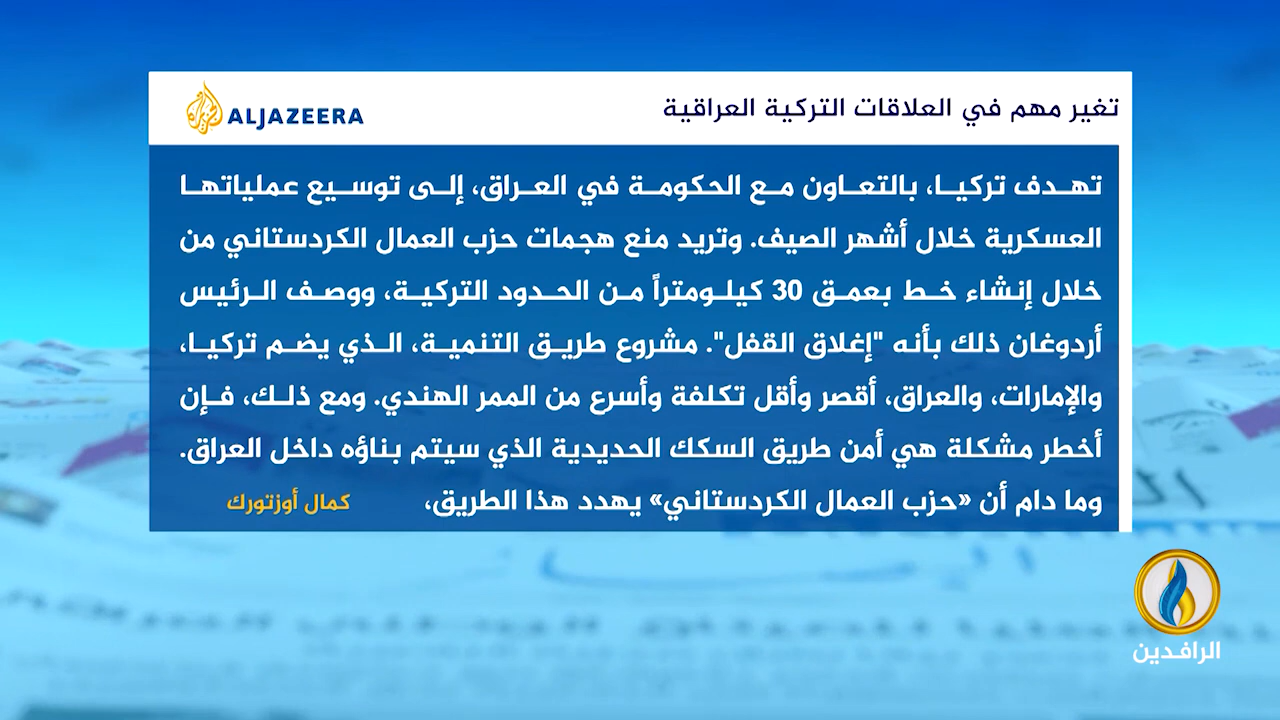 تغير مهم في العلاقات التركية العراقية
ALJAZEERA
تهدف تركيا، بالتعاون مع الحكومة في العراق، إلى توسيع عملياتها
العسكرية خلال أشهر الصيف. وتريد منع هجمات حزب العمال الكردستاني من
خلال إنشاء خط بعمق 30 كيلومتراً من الحدود التركية، ووصف الرئيس
أردوغان ذلك بأنه "إغلاق القفل". مشروع طريق التنمية، الذي يضم تركيا،
والإمارات، والعراق، أقصر وأقل تكلفة وأسرع من الممر الهندي. ومع ذلك، فإن
أخطر مشكلة هي أمن طريق السكك الحديدية الذي سيتم بناؤه داخل العراق.
وما دام أن «حزب العمال الكردستاني» يهدد هذا الطريق،
كمال أوزتورك
الرافدين